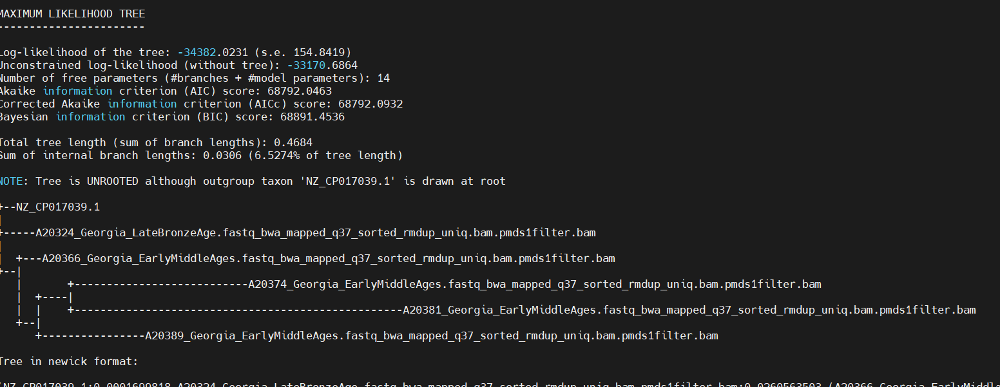 MAXIMUM LIKELIHOOD TREE
-----------------------
Log-likelihood of the tree: -34382.0231 (s.e. 154.8419)
Unconstrained log-likelihood (without tree): -33170.6864
Number of free parameters (#branches + #model parameters): 14
Akaike information criterion (AIC) score: 68792.0463
Corrected Akaike information criterion (AICc) score: 68792.0932
Bayesian information criterion (BIC) score: 68891.4536
Total tree length (sum of branch lengths): 0.4684
Sum of internal branch lengths: 0.0306 (6.5274% of tree length)
NOTE: Tree is UNROOTED although outgroup taxon 'NZ_CP017039.1' is drawn at root
+--NZ_CP017039.1
|
+-----A20324_Georgia_LateBronzeAge.fastq_bwa_mapped_q37_sorted_rmdup_uniq.bam.pmds1filter.bam
|
|  +---A20366_Georgia_EarlyMiddleAges.fastq_bwa_mapped_q37_sorted_rmdup_uniq.bam.pmds1filter.bam
+--|
   |       +---------------------------A20374_Georgia_EarlyMiddleAges.fastq_bwa_mapped_q37_sorted_rmdup_uniq.bam.pmds1filter.bam
   |  +----|
   |  |    +---------------------------------------------------A20381_Georgia_EarlyMiddleAges.fastq_bwa_mapped_q37_sorted_rmdup_uniq.bam.pmds1filter.bam
   +--|
      +----------------A20389_Georgia_EarlyMiddleAges.fastq_bwa_mapped_q37_sorted_rmdup_uniq.bam.pmds1filter.bam
Tree in newick format:
(NZ_CP017039.1:0.0001699818,A20324_Georgia_LateBronzeAge.fastq_bwa_mapped_q37_sorted_rmdup_uniq.bam.pmds1filter.bam:0.0260563503,(A20366_Georgia_EarlyMiddle